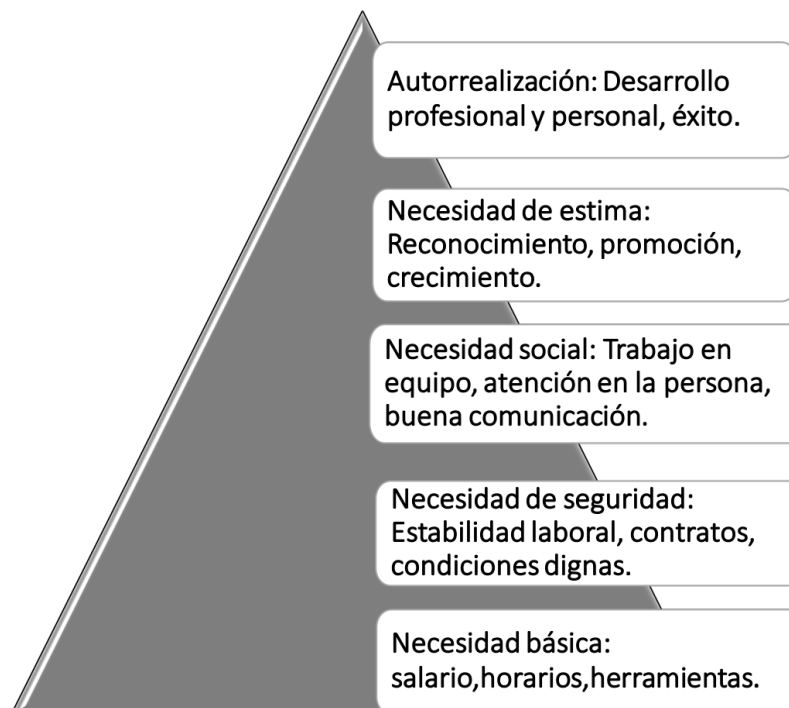 Autorrealización: Desarrollo
profesional y personal, éxito.
Necesidad de estima:
Reconocimiento, promoción,
crecimiento.
Necesidad social: Trabajo en
equipo, atención en la persona,
buena comunicación.
Necesidad de seguridad:
Estabilidad laboral, contratos,
condiciones dignas.
Necesidad básica:
salario,horarios,herramientas.